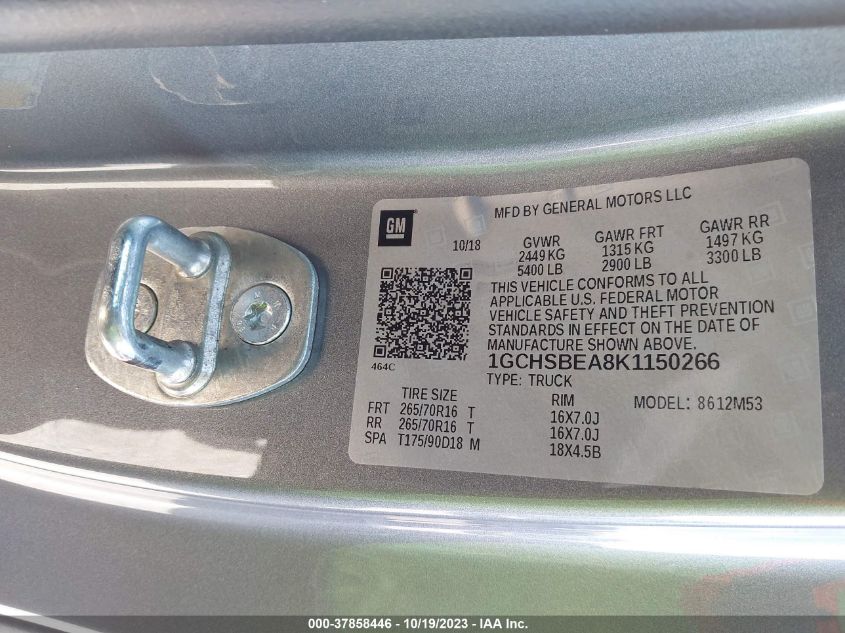 GM
MFD BY GENERAL MOTORS LLC
10/18 GVWR GAWR FRT GAWR RR
2449 KG 1315 KG 1497 KG
5400 LB 2900 LB 3300 LB
THIS VEHICLE CONFORMS TO ALL
APPLICABLE U.S. FEDERAL MOTOR
VEHICLE SAFETY AND THEFT PREVENTION
STANDARDS IN EFFECT ON THE DATE OF
MANUFACTURE SHOWN ABOVE.
464C
1GCHSBEA8K1150266
TYPE: TRUCK
TIRE SIZE RIM MODEL: 8612M53
FRT 265/70R16 T 16X7.0J
RR 265/70R16 T 16X7.0J
SPA T175/90D18 M 18X4.5B
000-37858446 - 10/19/2023 - IAA Inc.